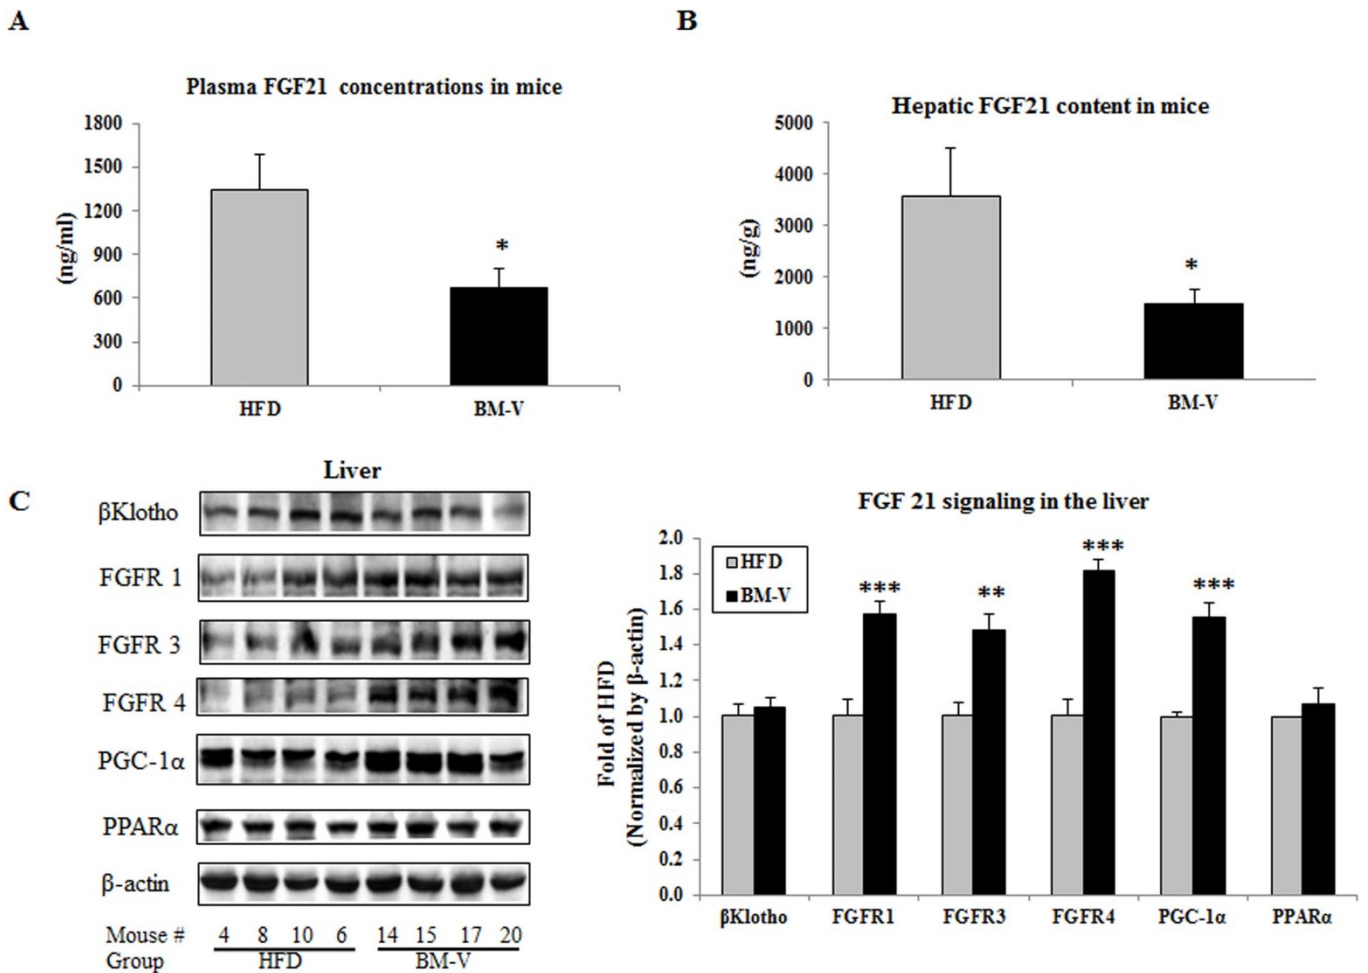 A
Plasma FGF21 concentrations in mice
(ng/ml)
1800
1500
1200
900
600
300
0
*
HFD BM-V
B
Hepatic FGF21 content in mice
(ng/g)
5000
4000
3000
2000
1000
0
*
HFD BM-V
C
Liver
βKlotho
FGFR 1
FGFR 3
FGFR 4
PGC-1α
PPARα
β-actin
Mouse # 4 8 10 6 14 15 17 20
Group HFD BM-V
FGF 21 signaling in the liver
Fold of HFD
(Normalized by β-actin)
2.0
1.8
1.6
1.4
1.2
1.0
0.8
0.6
0.4
0.2
0.0
HFD
BM-V
*** ** *** ***
βKlotho FGFR1 FGFR3 FGFR4 PGC-1α PPARα